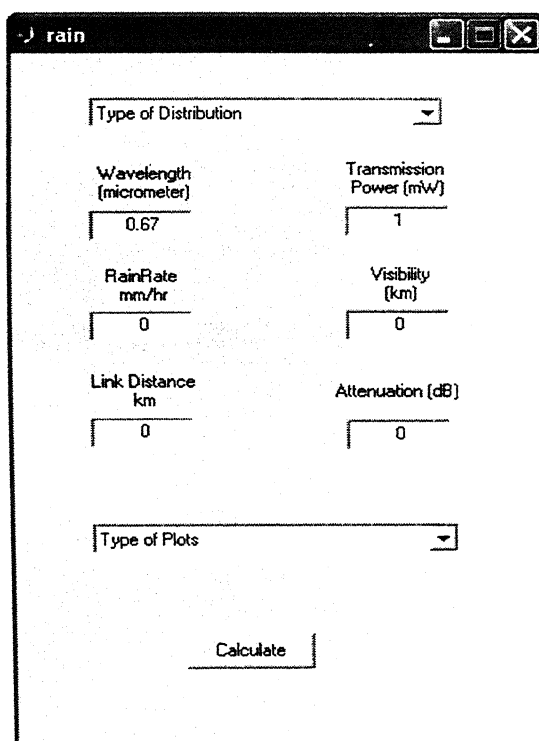 rain
Type of Distribution
Wavelength
(micrometer)
0.67
Transmission
Power (mW)
1
RainRate
mm/hr
0
Visibility
(km)
0
Link Distance
km
0
Attenuation (dB)
0
Type of Plots
Calculate